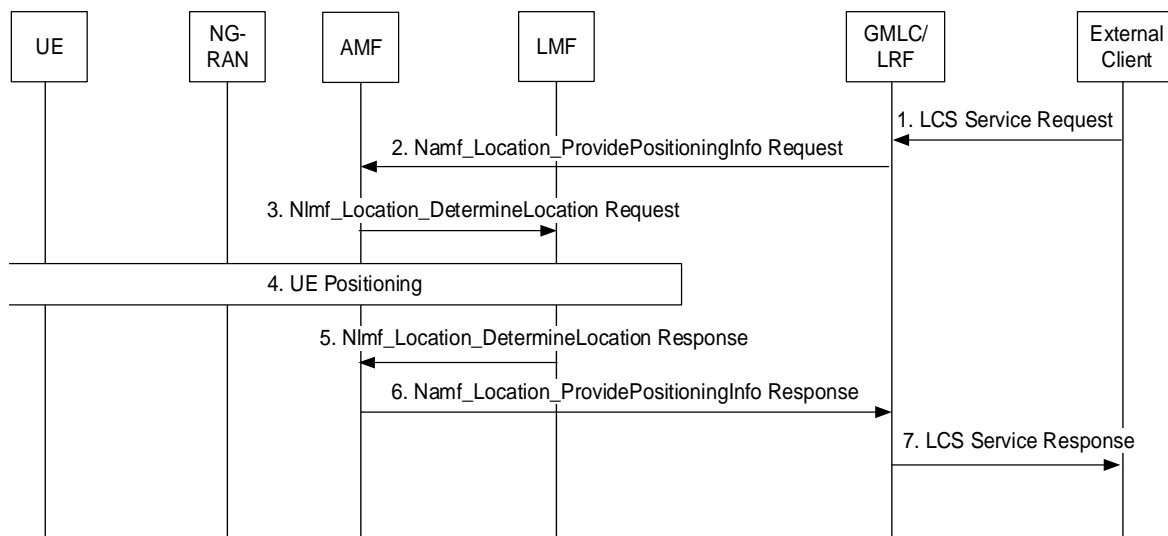 UE
NG-
RAN
AMF
LMF
GMLC/
LRF
External
Client
1. LCS Service Request
2. Namf_Location_ProvidePositioningInfo Request
3. Nlmf_Location_DetermineLocation Request
4. UE Positioning
5. Nlmf_Location_DetermineLocation Response
6. Namf_Location_ProvidePositioningInfo Response
7. LCS Service Response